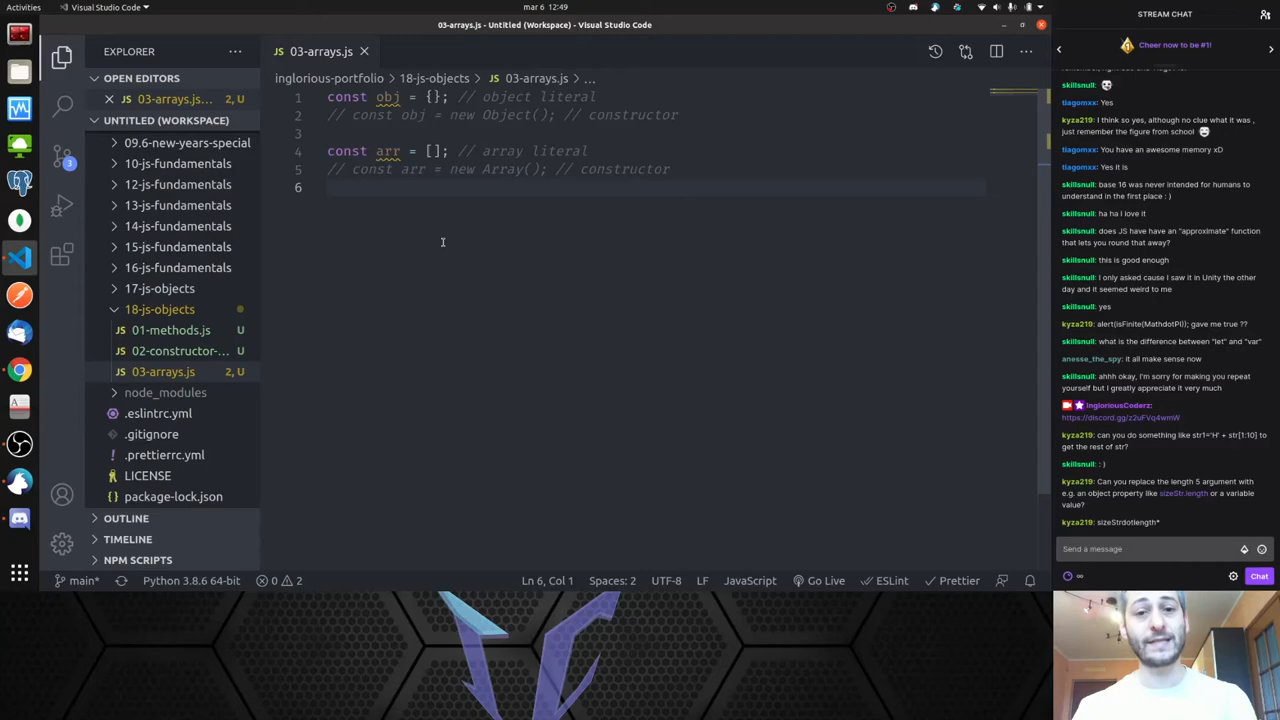 Activities
Visual Studio Code
mar 6 12:49
03-arrays.js - Untitled (Workspace) - Visual Studio Code
EXPLORER
OPEN EDITORS
03-arrays.js... 2, U
UNTITLED (WORKSPACE)
09.5-new-years-special
10-js-fundamentals
12-js-fundamentals
13-js-fundamentals
14-js-fundamentals
15-js-fundamentals
16-js-fundamentals
17-js-objects
18-js-objects
01-methods.js U
02-constructor-... U
03-arrays.js 2, U
node_modules
.eslintrc.yml
.gitignore
.prettierrc.yml
LICENSE
package-lock.json
OUTLINE
TIMELINE
NPM SCRIPTS
3
03-arrays.js
inglorious-portfolio > 18-js-objects > 03-arrays.js > ...
1 const obj = {}; // object literal
2 // const obj = new Object(); // constructor
3
4 const arr = []; // array literal
5 //const arr = new Array(); // constructor
6
main*
Python 3.8.6 64-bit
0
2
Ln 6, Col 1
Spaces: 2
UTF-8
LF
JavaScript
Go Live
ESLint
Prettier
STREAM CHAT
1
Cheer now to be #1!
skillsnull:
tiagomxx: Yes
kyza219: I think so yes, although no clue what it was ,
just remember the figure from school
tiagomxx: You have an awesome memory xD
tiagomxx: Yes it is
skillsnull: base 16 was never intended for humans to
understand in the first place : )
skillsnull: ha ha I love it
skillsnull: does JS have have an "approximate" function
that lets you round that away?
skillsnull: this is good enough
skillsnull: I only asked cause I saw it in Unity the other
day and it seemed weird to me
skillsnull: yes
kyza219: alert(isFinite(MathdotPI)); gave me true ??
skillsnull: what is the difference between "let" and "var"
anesse_the_spy: it all make sense now
skillsnull: ahhh okay, I'm sorry for making you repeat
yourself but I greatly appreciate it very much
IngloriousCoderz:
https://discord.gg/z2uFVq4wmW
kyza219: can you do something like str1='H' + str[1:10] to
get the rest of str?
skillsnull: : )
kyza219: Can you replace the length 5 argument with
e.g. an object property like sizeStr.length or a variable
value?
kyza219: sizeStrdotlength*
Send a message
Chat